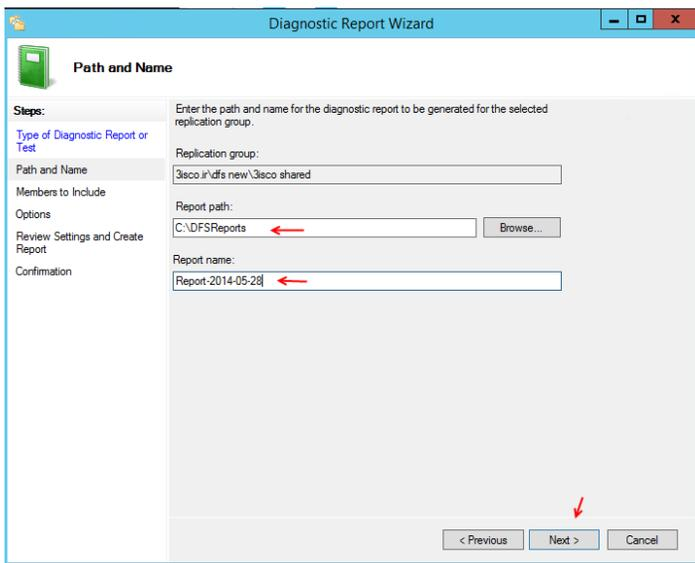 Diagnostic Report Wizard
Path and Name
Steps:
Type of Diagnostic Report or
Test
Path and Name
Members to Include
Options
Review Settings and Create
Report
Confirmation
Enter the path and name for the diagnostic report to be generated for the selected
replication group.
Replication group:
3isco.ir\dfs new\3isco shared
Report path:
C:\DFSReports
Browse...
Report name:
Report-2014-05-28
< Previous
Next >
Cancel